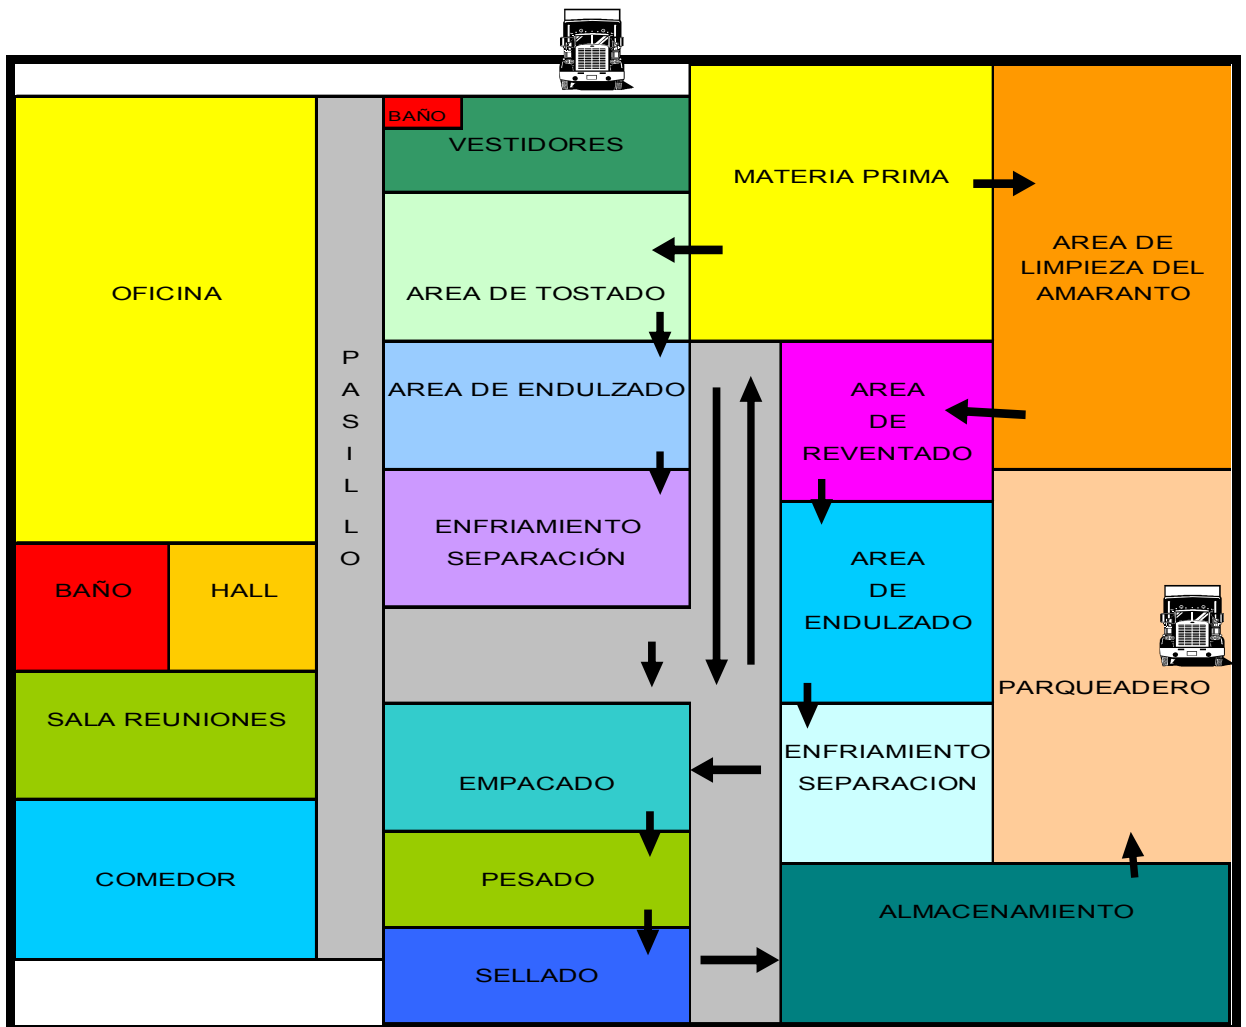 BAÑO
VESTIDORES
MATERIA PRIMA
AREA DE
LIMPIEZA DEL
AMARANTO
OFICINA
AREA DE TOSTADO
P
A
S
I
L
L
O
AREA DE ENDULZADO
AREA
DE
REVENTADO
ENFRIAMIENTO
SEPARACIÓN
AREA
DE
ENDULZADO
BAÑO
HALL
PARQUEADERO
SALA REUNIONES
ENFRIAMIENTO
SEPARACION
EMPACADO
COMEDOR
PESADO
ALMACENAMIENTO
SELLADO